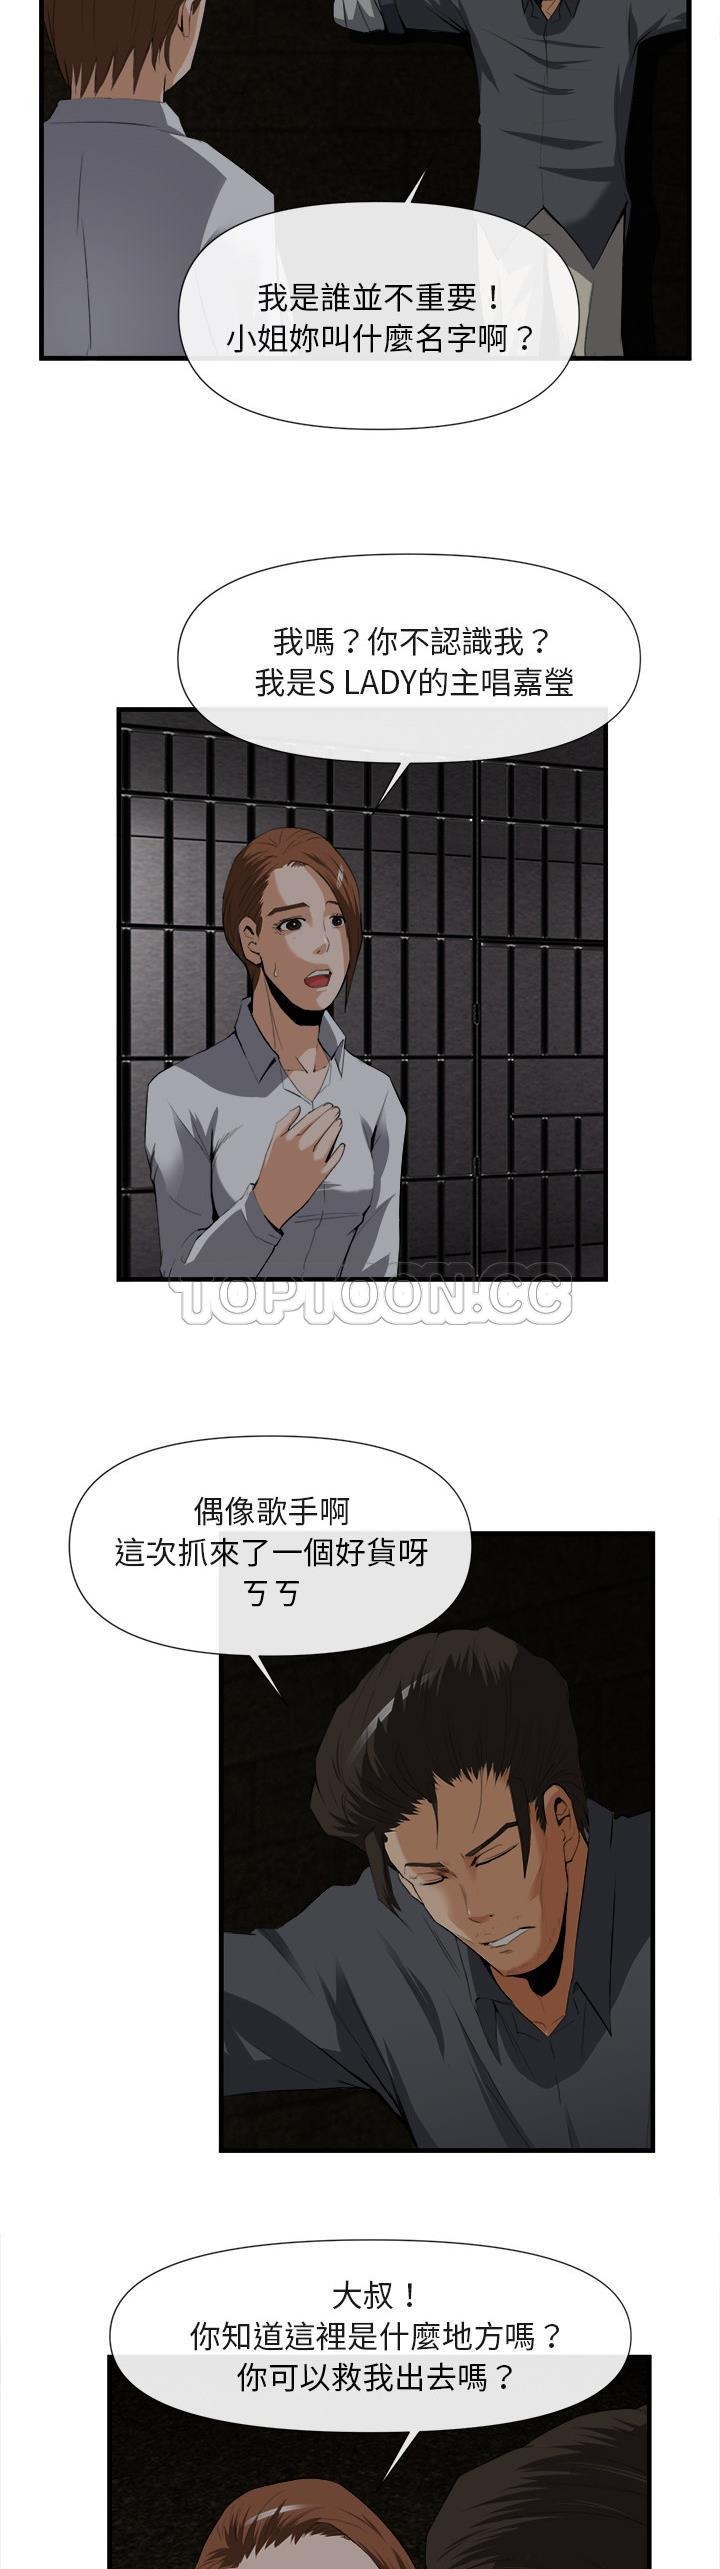 我是誰並不重要！
小姐妳叫什麼名字啊？
我嗎？你不認識我？
我是S LADY的主唱嘉瑩
TOPTOON.CC
偶像歌手啊
這次抓來了一個好貨呀
ㄎㄎ
大叔！
你知道這裡是什麼地方嗎？
你可以救我出去嗎？